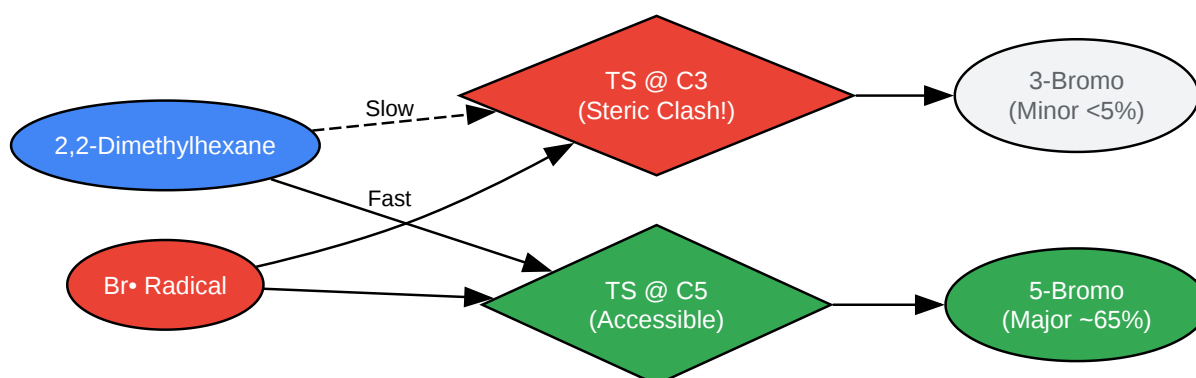 2,2-Dimethylhexane
Br• Radical
Slow
Fast
TS @ C3
(Steric Clash!)
TS @ C5
(Accessible)
3-Bromo
(Minor <5%)
5-Bromo
(Major ~65%)